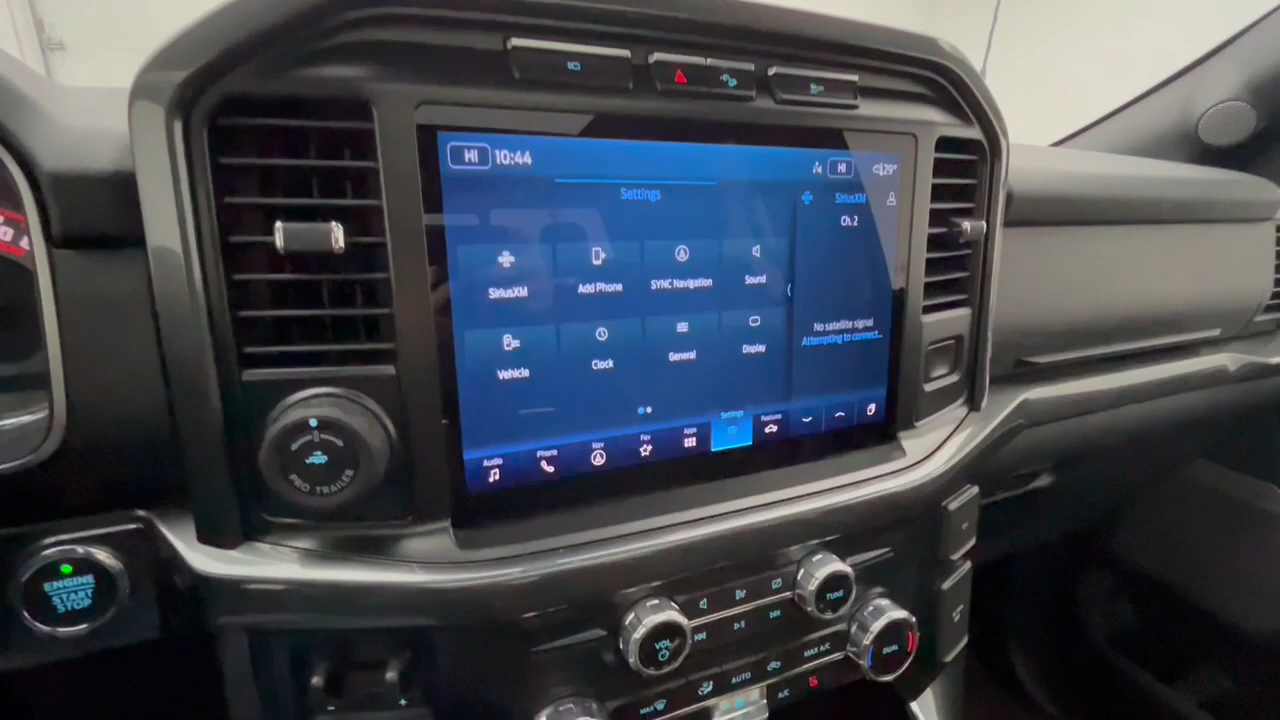 HI 10:44
HI 29°
Settings
SiriusXM
Ch. 2
SiriusXM
Add Phone
SYNC Navigation
Sound
Vehicle
Clock
General
Display
No satellite signal
Attempting to connect...
Audio
Phone
Nav
Fav
Apps
Settings
Features
PRO TRAILER
ENGINE
START
STOP
VOL
TUNE
DUAL
MAX
AUTO
A/C
MAX A/C
- +